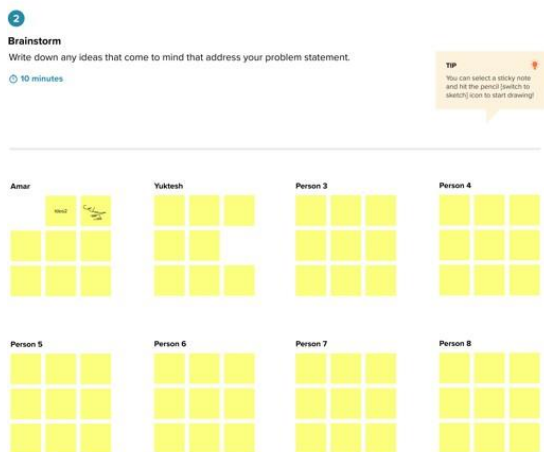 2
Brainstorm
Write down any ideas that come to mind that address your problem statement.
10 minutes
TIP
You can select a sticky note
and hit the pencil [switch to
sketch] icon to start drawing!
Amar
Yuktesh
Person 3
Person 4
Idea2
Person 5
Person 6
Person 7
Person 8